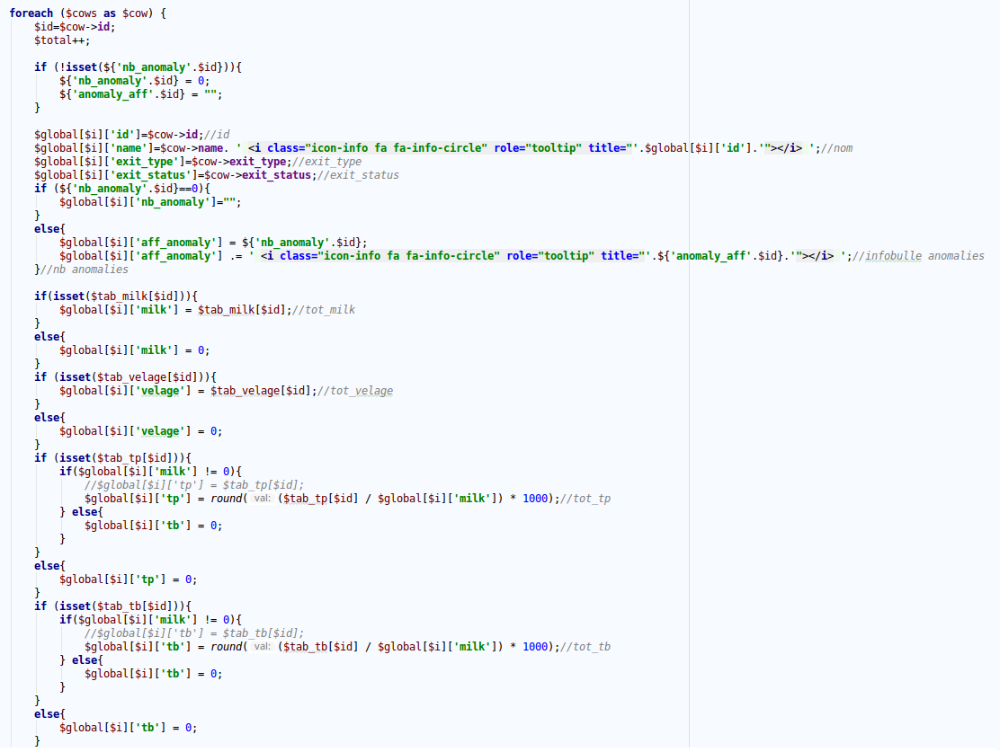 foreach ($cows as $cow) {
    $id=$cow->id;
    $total++;

    if (!isset(${'nb_anomaly'.$id})){
        ${'nb_anomaly'.$id} = 0;
        ${'anomaly_aff'.$id} = "";
    }

    $global[$i]['id']=$cow->id;//id
    $global[$i]['name']=$cow->name. ' <i class="icon-info fa fa-info-circle" role="tooltip" title="'.$global[$i]['id'].'"></i> ';//nom
    $global[$i]['exit_type']=$cow->exit_type;//exit_type
    $global[$i]['exit_status']=$cow->exit_status;//exit_status
    if (${'nb_anomaly'.$id}==0){
        $global[$i]['nb_anomaly']="";
    }
    else{
        $global[$i]['aff_anomaly'] = ${'nb_anomaly'.$id};
        $global[$i]['aff_anomaly'] .= ' <i class="icon-info fa fa-info-circle" role="tooltip" title="'.${'anomaly_aff'.$id}.'"></i> ';//infobulle anomalies
    }//nb anomalies

    if(isset($tab_milk[$id])){
        $global[$i]['milk'] = $tab_milk[$id];//tot_milk
    }
    else{
        $global[$i]['milk'] = 0;
    }
    if (isset($tab_velage[$id])){
        $global[$i]['velage'] = $tab_velage[$id];//tot_velage
    }
    else{
        $global[$i]['velage'] = 0;
    }
    if (isset($tab_tp[$id])){
        if($global[$i]['milk'] != 0){
            //$global[$i]['tp'] = $tab_tp[$id];
            $global[$i]['tp'] = round( val: ($tab_tp[$id] / $global[$i]['milk']) * 1000);//tot_tp
        } else{
            $global[$i]['tb'] = 0;
        }
    }
    else{
        $global[$i]['tp'] = 0;
    }
    if (isset($tab_tb[$id])){
        if($global[$i]['milk'] != 0){
            //$global[$i]['tb'] = $tab_tb[$id];
            $global[$i]['tb'] = round( val: ($tab_tb[$id] / $global[$i]['milk']) * 1000);//tot_tb
        } else{
            $global[$i]['tb'] = 0;
        }
    }
    else{
        $global[$i]['tb'] = 0;
    }